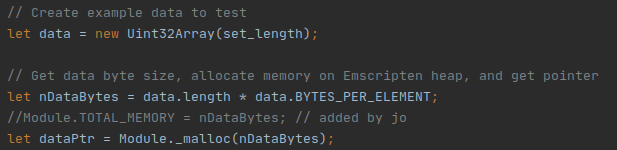 // Create example data to test
let data = new Uint32Array(set_length);
// Get data byte size, allocate memory on Emscripten heap, and get pointer
let nDataBytes = data.length * data.BYTES_PER_ELEMENT;
//Module.TOTAL_MEMORY = nDataBytes; // added by jo
let dataPtr = Module._malloc(nDataBytes);